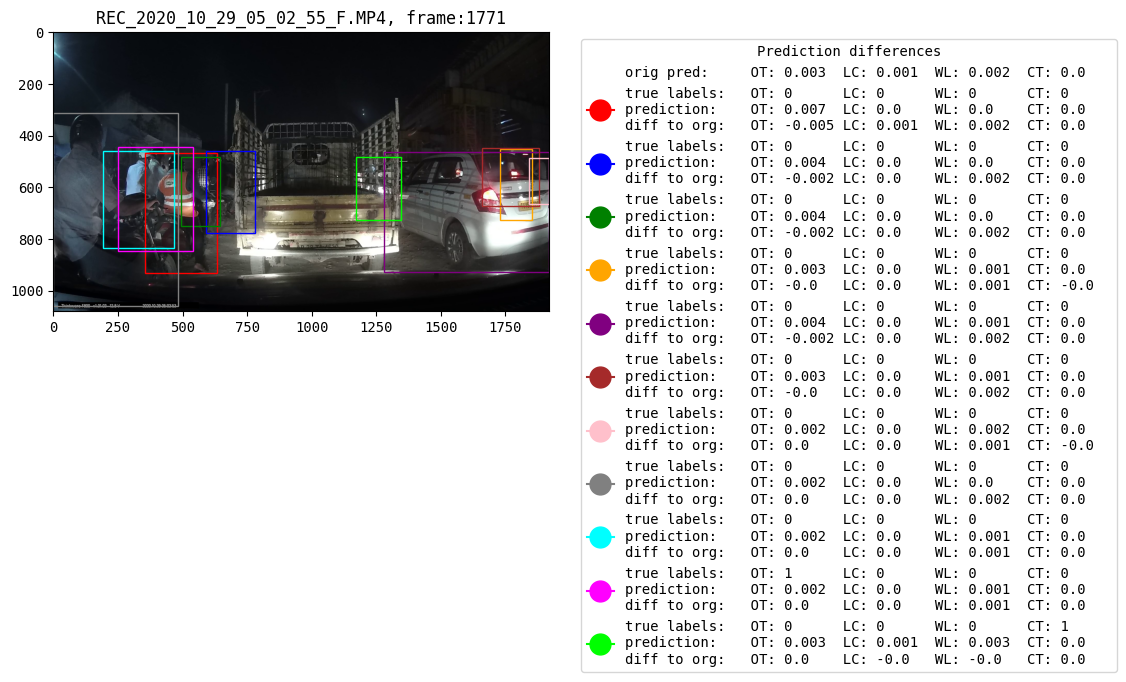 REC_2020_10_29_05_02_55_F.MP4, frame:1771
0
200
400
600
800
1000
0 250 500 750 1000 1250 1500 1750
Prediction differences
orig pred: OT: 0.003 LC: 0.001 WL: 0.002 CT: 0.0
true labels: OT: 0 LC: 0 WL: 0 CT: 0
prediction: OT: 0.007 LC: 0.0 WL: 0.0 CT: 0.0
diff to org: OT: -0.005 LC: 0.001 WL: 0.002 CT: 0.0
true labels: OT: 0 LC: 0 WL: 0 CT: 0
prediction: OT: 0.004 LC: 0.0 WL: 0.0 CT: 0.0
diff to org: OT: -0.002 LC: 0.0 WL: 0.002 CT: 0.0
true labels: OT: 0 LC: 0 WL: 0 CT: 0
prediction: OT: 0.004 LC: 0.0 WL: 0.0 CT: 0.0
diff to org: OT: -0.002 LC: 0.0 WL: 0.002 CT: 0.0
true labels: OT: 0 LC: 0 WL: 0 CT: 0
prediction: OT: 0.003 LC: 0.0 WL: 0.001 CT: 0.0
diff to org: OT: -0.0 LC: 0.0 WL: 0.001 CT: -0.0
true labels: OT: 0 LC: 0 WL: 0 CT: 0
prediction: OT: 0.004 LC: 0.0 WL: 0.001 CT: 0.0
diff to org: OT: -0.002 LC: 0.0 WL: 0.002 CT: 0.0
true labels: OT: 0 LC: 0 WL: 0 CT: 0
prediction: OT: 0.003 LC: 0.0 WL: 0.001 CT: 0.0
diff to org: OT: -0.0 LC: 0.0 WL: 0.002 CT: 0.0
true labels: OT: 0 LC: 0 WL: 0 CT: 0
prediction: OT: 0.002 LC: 0.0 WL: 0.002 CT: 0.0
diff to org: OT: 0.0 LC: 0.0 WL: 0.001 CT: -0.0
true labels: OT: 0 LC: 0 WL: 0 CT: 0
prediction: OT: 0.002 LC: 0.0 WL: 0.0 CT: 0.0
diff to org: OT: 0.0 LC: 0.0 WL: 0.002 CT: 0.0
true labels: OT: 0 LC: 0 WL: 0 CT: 0
prediction: OT: 0.002 LC: 0.0 WL: 0.001 CT: 0.0
diff to org: OT: 0.0 LC: 0.0 WL: 0.001 CT: 0.0
true labels: OT: 1 LC: 0 WL: 0 CT: 0
prediction: OT: 0.002 LC: 0.0 WL: 0.001 CT: 0.0
diff to org: OT: 0.0 LC: 0.0 WL: 0.001 CT: 0.0
true labels: OT: 0 LC: 0 WL: 0 CT: 1
prediction: OT: 0.003 LC: 0.001 WL: 0.003 CT: 0.0
diff to org: OT: 0.0 LC: -0.0 WL: -0.0 CT: 0.0